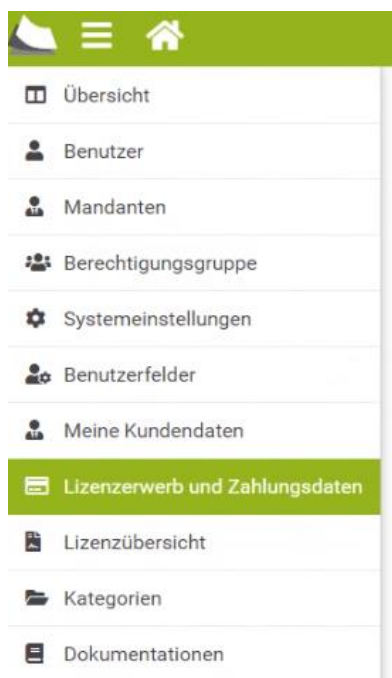 Übersicht
Benutzer
Mandanten
Berechtigungsgruppe
Systemeinstellungen
Benutzerfelder
Meine Kundendaten
Lizenzerwerb und Zahlungsdaten
Lizenzübersicht
Kategorien
Dokumentationen